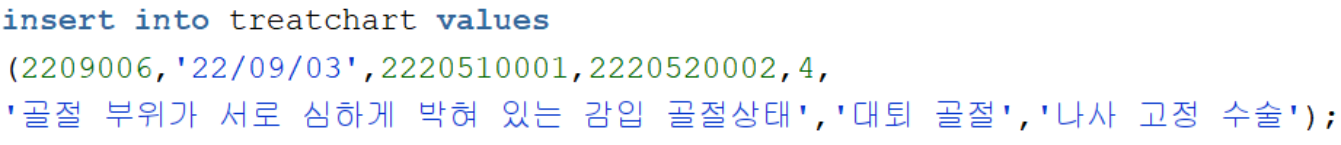 insert into treatchart values
(2209006,'22/09/03',2220510001,2220520002,4,
'골절 부위가 서로 심하게 박혀 있는 감입 골절상태','대퇴 골절','나사 고정 수술');